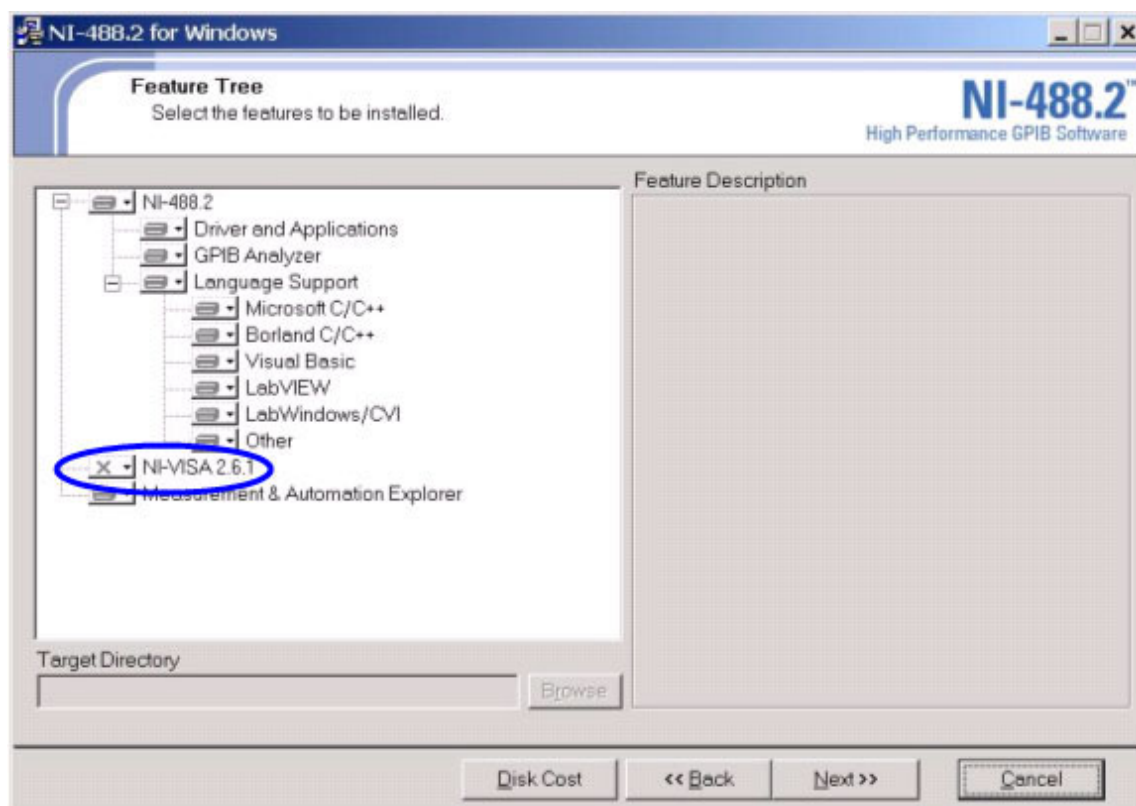 NI-488.2 for Windows
Feature Tree
Select the features to be installed.
NI-488.2™
High Performance GPIB Software
Feature Description
NI-488.2
Driver and Applications
GPIB Analyzer
Language Support
Microsoft C/C++
Borland C/C++
Visual Basic
LabVIEW
LabWindows/CVI
Other
NI-VISA 2.6.1
Measurement & Automation Explorer
Target Directory
Browse
Disk Cost
<< Back
Next >>
Cancel